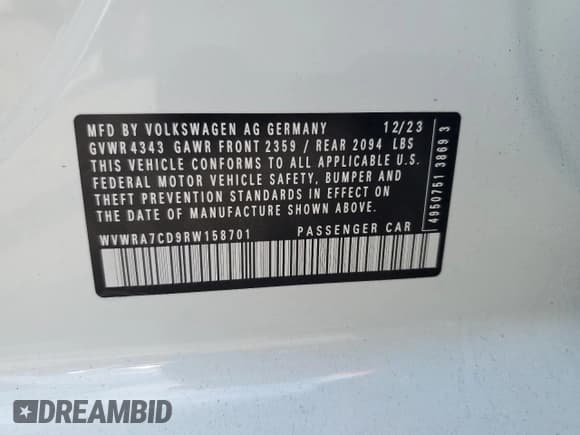 MFD BY VOLKSWAGEN AG GERMANY 12/23
GVWR 4343 GAWR FRONT 2359 / REAR 2094 LBS
THIS VEHICLE CONFORMS TO ALL APPLICABLE U.S.
FEDERAL MOTOR VEHICLE SAFETY, BUMPER AND
THEFT PREVENTION STANDARDS IN EFFECT ON
THE DATE OF MANUFACTURE SHOWN ABOVE.
WVWRA7CD9RW158701 PASSENGER CAR
4950751 3869 3
DREAMBID